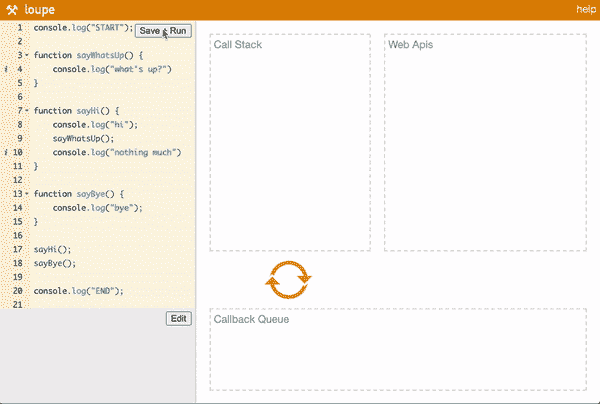 loupe
help
Save & Run
1 console.log("START");
2
3 function sayWhatsUp() {
i 4 console.log("what's up?")
5 }
6
7 function sayHi() {
8 console.log("hi");
9 sayWhatsUp();
i 10 console.log("nothing much")
11 }
12
13 function sayBye() {
14 console.log("bye");
15 }
16
17 sayHi();
18 sayBye();
19
20 console.log("END");
21
Edit
Call Stack
Web Apis
Callback Queue